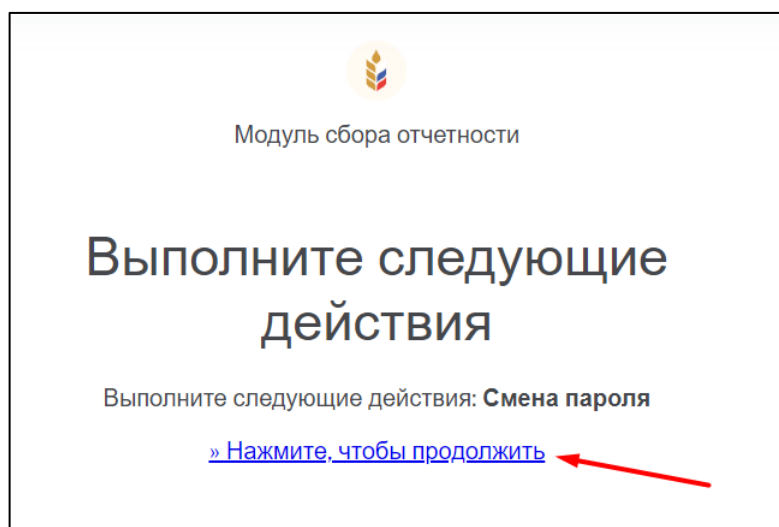 Модуль сбора отчетности
Выполните следующие
действия
Выполните следующие действия: Смена пароля
» Нажмите, чтобы продолжить